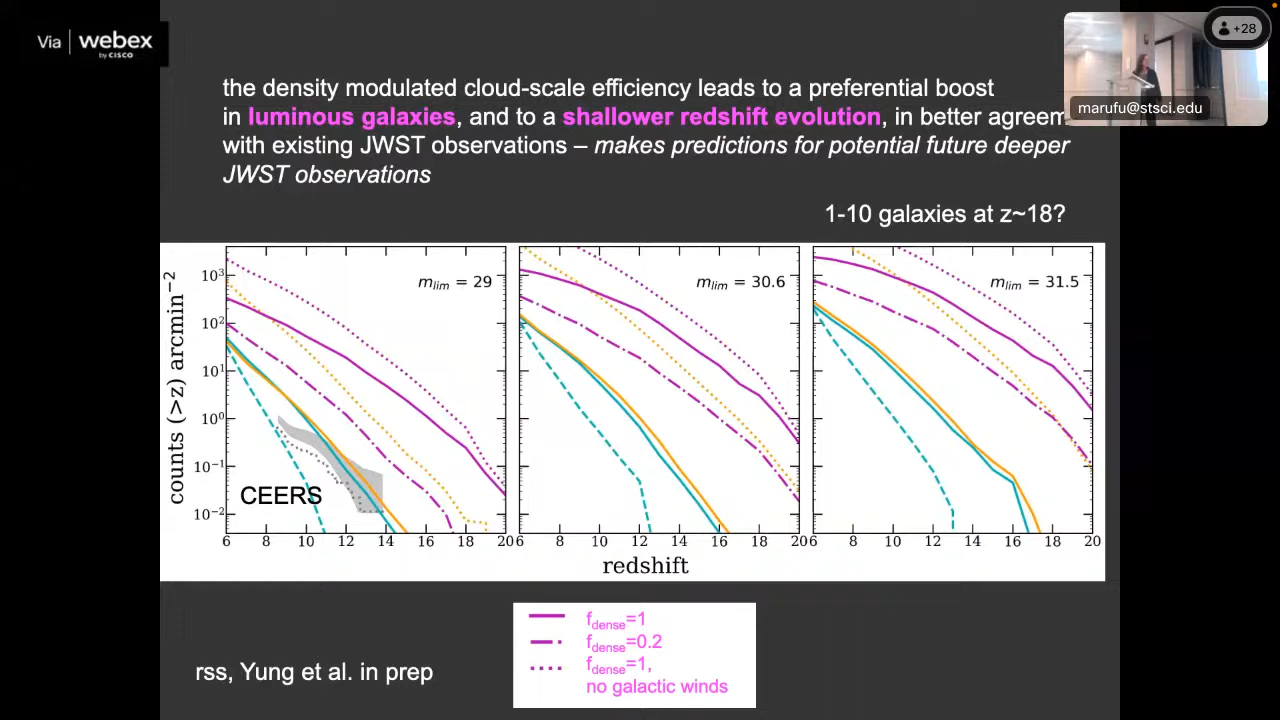 Via | webex
by CISCO
+28
marufu@stsci.edu
the density modulated cloud-scale efficiency leads to a preferential boost
in luminous galaxies, and to a shallower redshift evolution, in better agreem
with existing JWST observations – makes predictions for potential future deeper
JWST observations
1-10 galaxies at z~18?
counts (>z) arcmin⁻²
10³
10²
10¹
10⁰
10⁻¹
10⁻²
m_lim = 29
CEERS
m_lim = 30.6
m_lim = 31.5
6 8 10 12 14 16 18 20
6 8 10 12 14 16 18 20
6 8 10 12 14 16 18 20
redshift
f_dense=1
f_dense=0.2
f_dense=1,
no galactic winds
rss, Yung et al. in prep